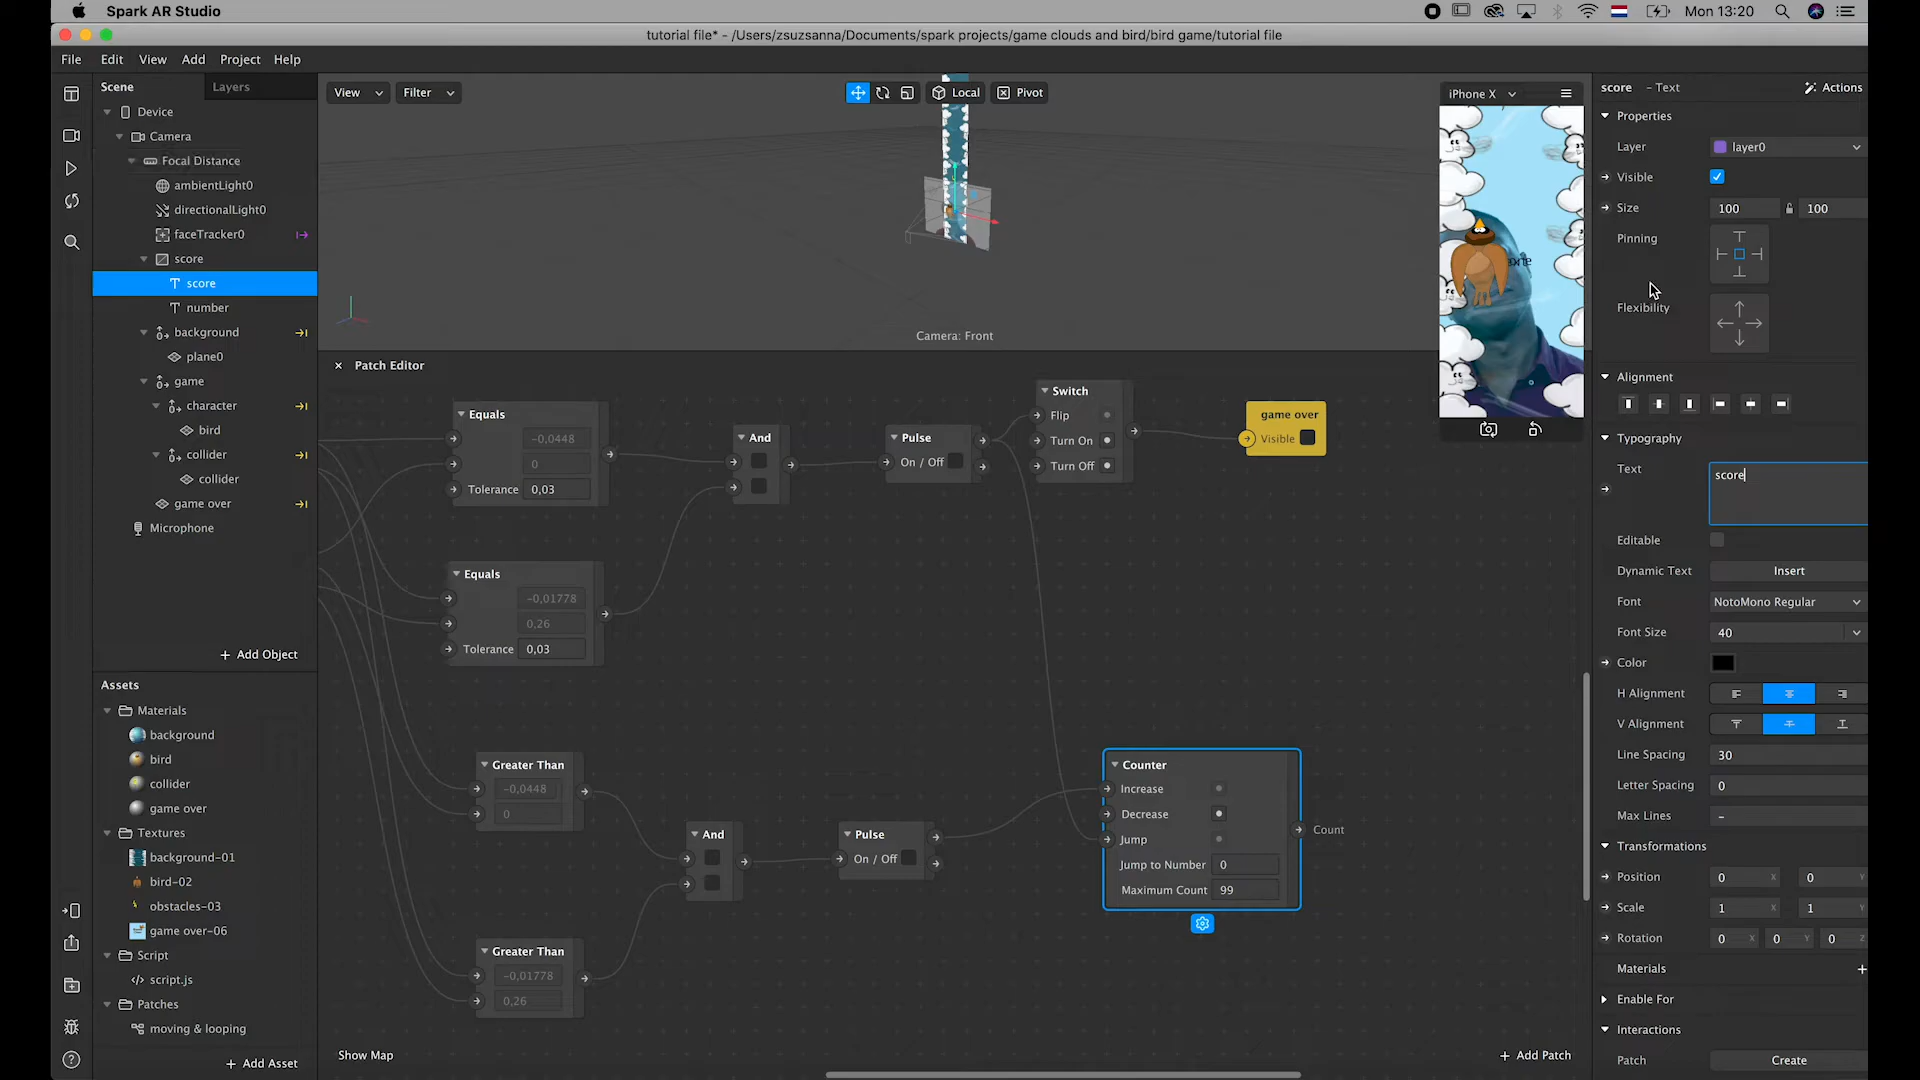 Spark AR Studio
Mon 13:20
tutorial file* - /Users/zsuzsanna/Documents/spark projects/game clouds and bird/bird game/tutorial file
File Edit View Add Project Help
Scene
Layers
Device
Camera
Focal Distance
ambientLight0
directionalLight0
faceTracker0
score
score
number
background
plane0
game
character
bird
collider
collider
game over
Microphone
+ Add Object
Assets
Materials
background
bird
collider
game over
Textures
background-01
bird-02
obstacles-03
game over-06
Script
script.js
Patches
moving & looping
+ Add Asset
View
Filter
Local
Pivot
Camera: Front
iPhone X
Patch Editor
Equals
-0,0448
0
Tolerance 0,03
Equals
-0,01778
0,26
Tolerance 0,03
And
Pulse
On / Off
Switch
Flip
Turn On
Turn Off
game over
Visible
Greater Than
-0,0448
0
Greater Than
-0,01778
0,26
And
Pulse
On / Off
Counter
Increase
Decrease
Jump
Jump to Number 0
Maximum Count 99
Count
Show Map
+ Add Patch
score - Text
Actions
Properties
Layer layer0
Visible
Size 100 100
Pinning
Flexibility
Alignment
Typography
Text score
Editable
Dynamic Text Insert
Font NotoMono Regular
Font Size 40
Color
H Alignment
V Alignment
Line Spacing 30
Letter Spacing 0
Max Lines -
Transformations
Position 0 X 0 Y
Scale 1 X 1 Y
Rotation 0 X 0 Y 0 Z
Materials +
Enable For
Interactions
Patch Create